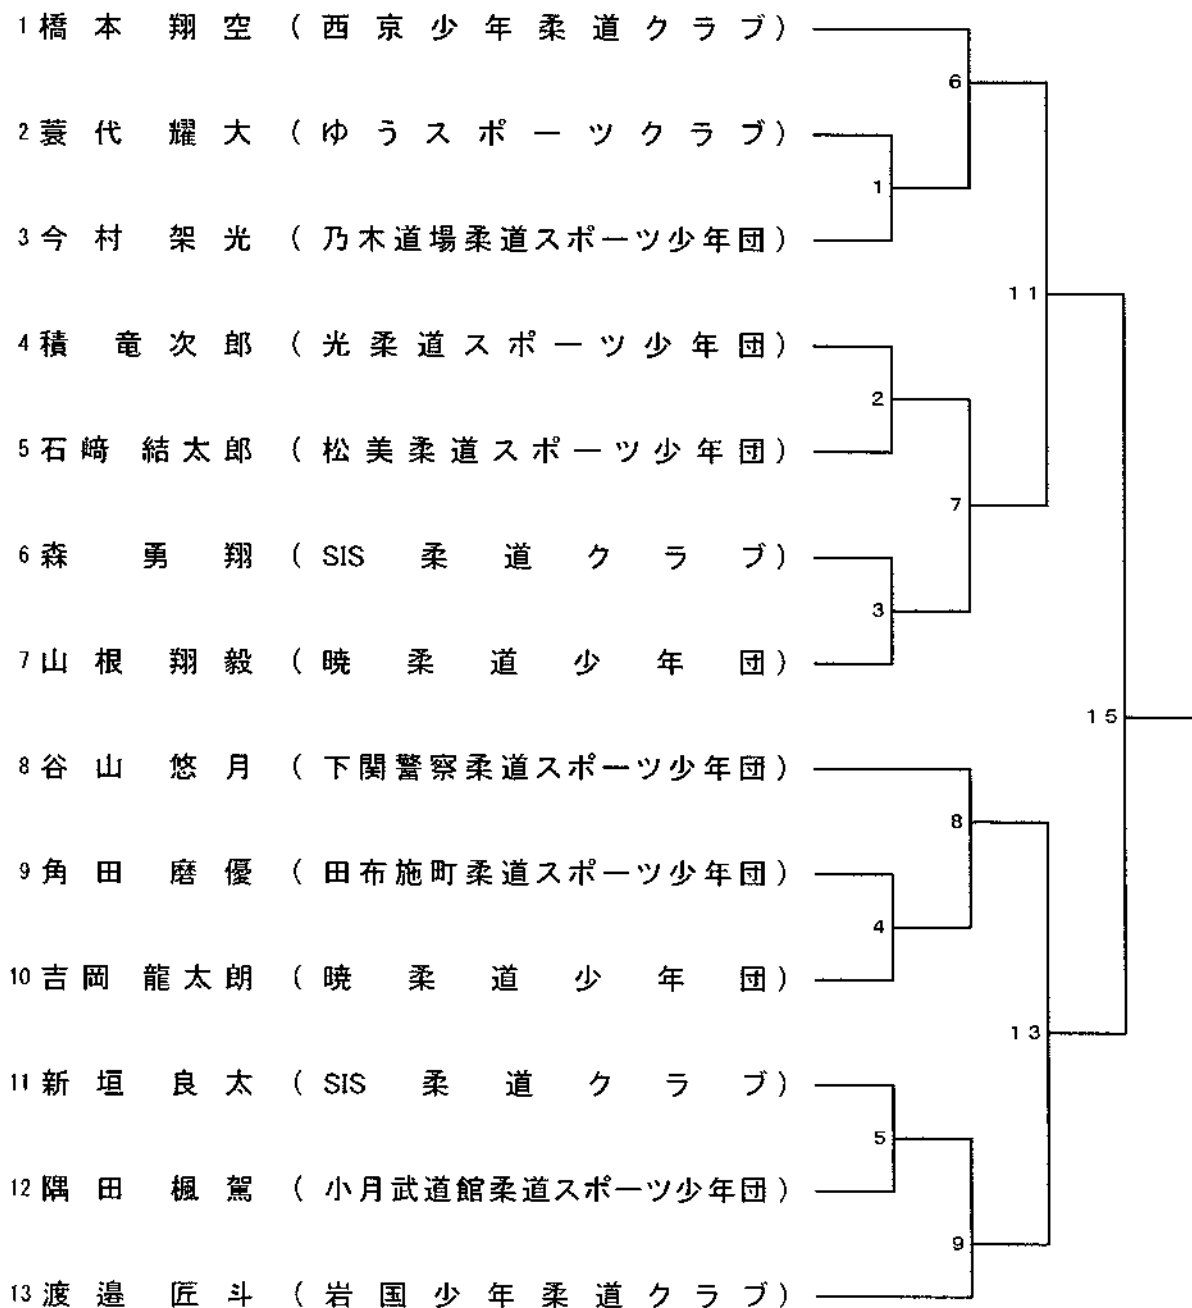 1 橋本 翔空 (西京少年柔道クラブ)
6
2 蓑代 耀大 (ゆうスポーツクラブ)
1
3 今村 架光 (乃木道場柔道スポーツ少年団)
11
4 積 竜次郎 (光柔道スポーツ少年団)
2
5 石﨑 結太郎 (松美柔道スポーツ少年団)
7
6 森 勇翔 (SIS柔道クラブ)
3
7 山根 翔毅 (暁柔道少年団)
15
8 谷山 悠月 (下関警察柔道スポーツ少年団)
8
9 角田 磨優 (田布施町柔道スポーツ少年団)
4
10 吉岡 龍太朗 (暁柔道少年団)
13
11 新垣 良太 (SIS柔道クラブ)
5
12 隅田 楓駕 (小月武道館柔道スポーツ少年団)
9
13 渡邉 匠斗 (岩国少年柔道クラブ)